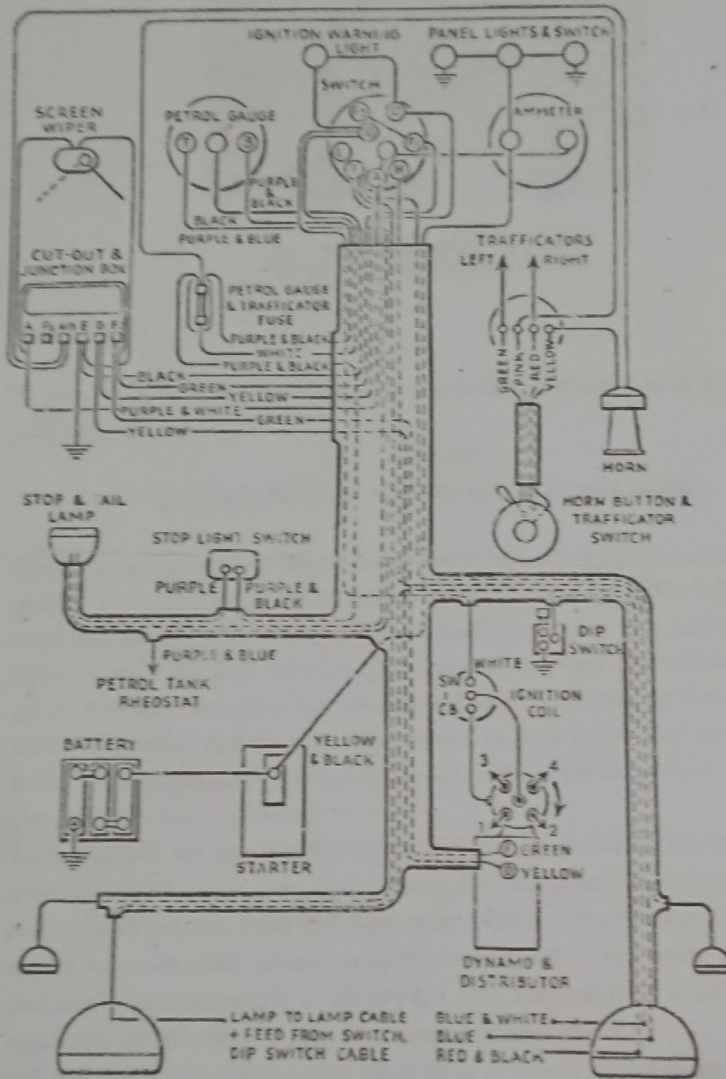 IGNITION WARNING
LIGHT
PANEL LIGHTS & SWITCH
SWITCH
SCREEN
WIPER
PETROL GAUGE
AMMETER
T
B
A
PURPLE
&
BLACK
BLACK
PURPLE & BLUE
TRAFFICATORS
LEFT
RIGHT
CUT-OUT &
JUNCTION BOX
PETROL GAUGE
& TRAFFICATOR
FUSE
A
E
D
PURPLE & BLACK
WHITE
PURPLE & BLACK
BLACK
GREEN
YELLOW
PURPLE & WHITE
GREEN
YELLOW
GREEN
PINK
RED
YELLOW
HORN
STOP & TAIL
LAMP
STOP LIGHT SWITCH
HORN BUTTON &
TRAFFICATOR
SWITCH
PURPLE
PURPLE &
BLACK
PURPLE & BLUE
PETROL TANK
RHEOSTAT
DIP
SWITCH
WHITE
SW
CB
IGNITION
COIL
BATTERY
YELLOW
& BLACK
3
4
1
2
STARTER
GREEN
D
YELLOW
DYNAMO &
DISTRIBUTOR
LAMP TO LAMP CABLE
+ FEED FROM SWITCH,
DIP SWITCH CABLE
BLUE & WHITE
BLUE
RED & BLACK